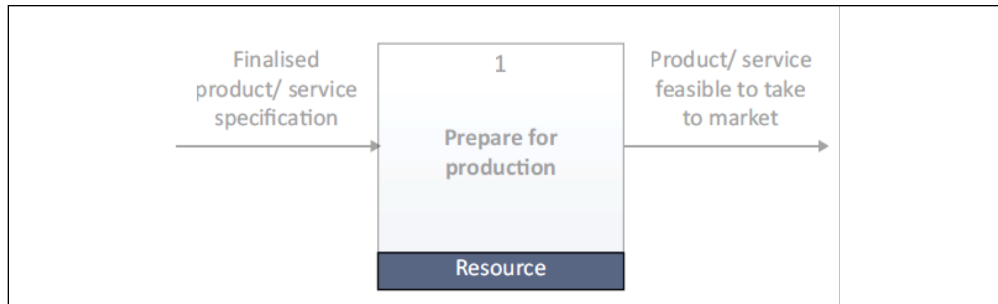 Finalised
product/ service
specification
1
Prepare for
production
Resource
Product/ service
feasible to take
to market